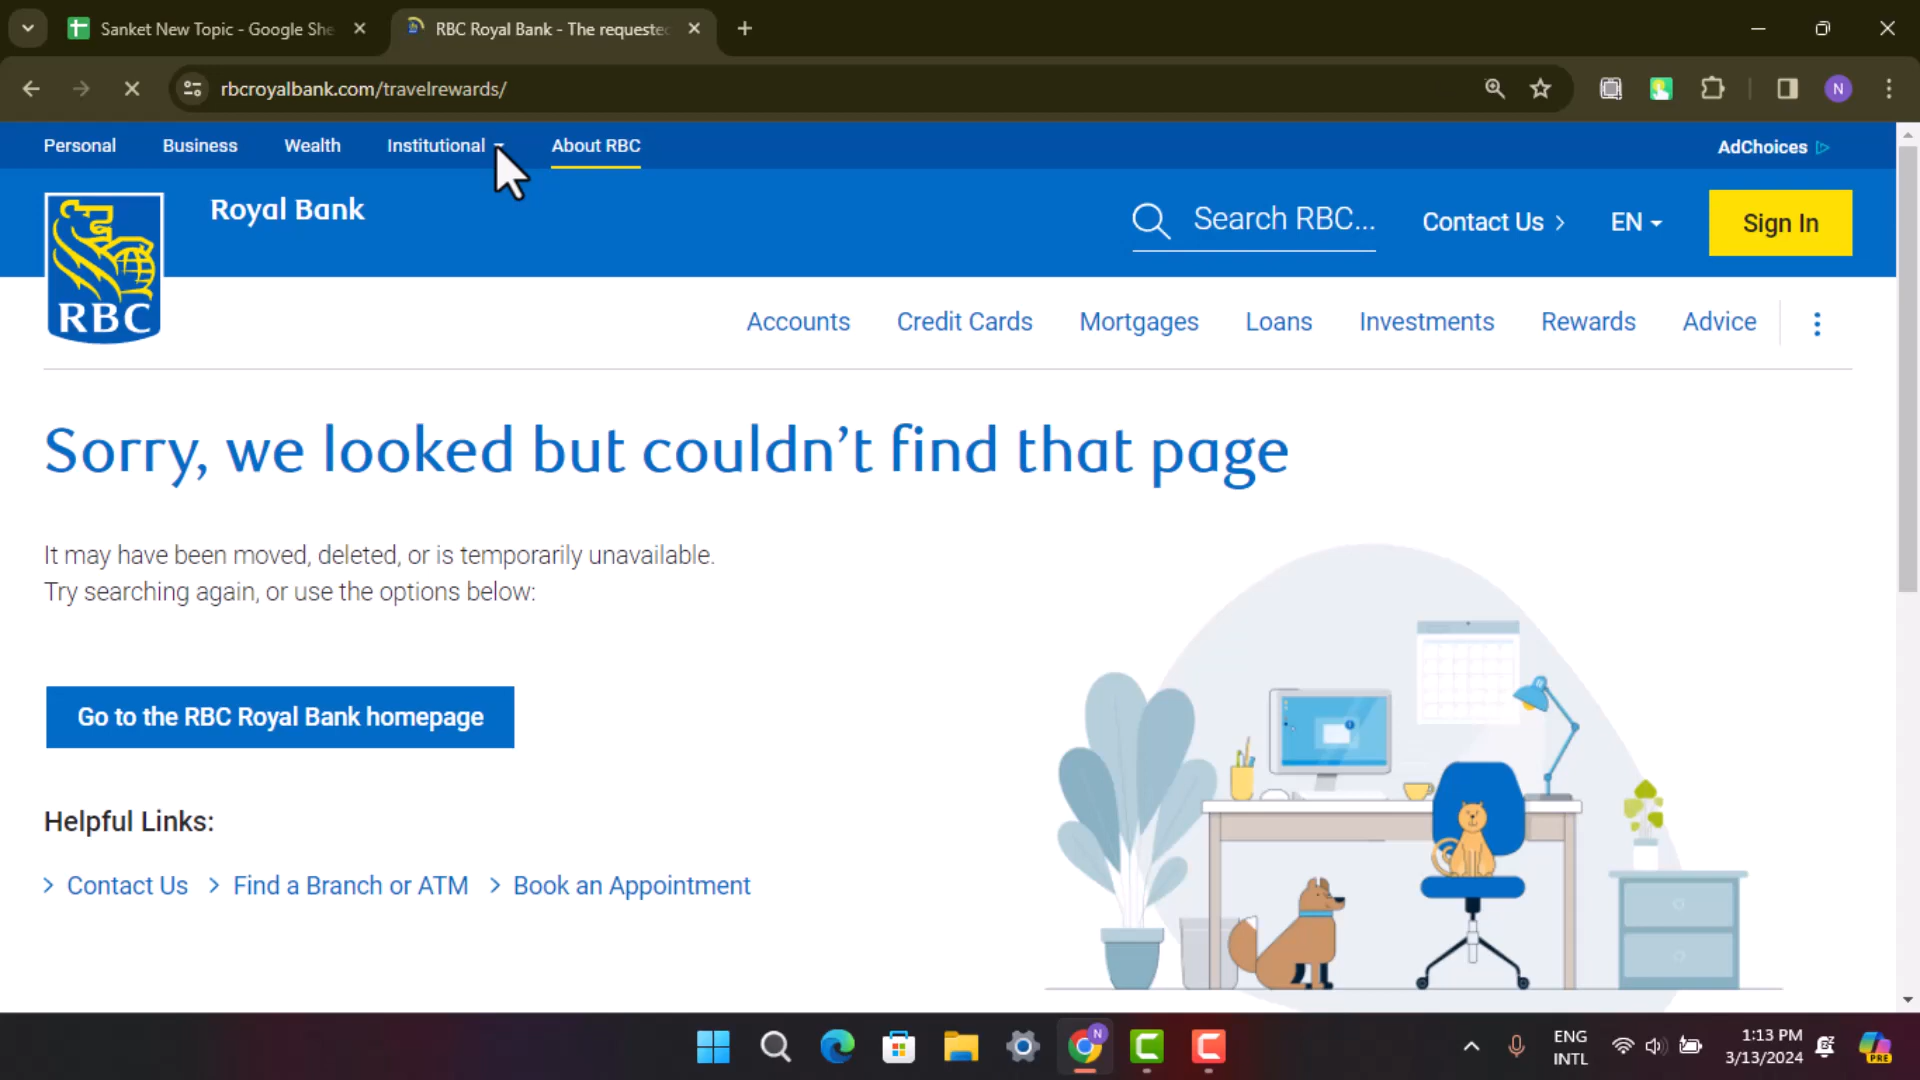 Sanket New Topic - Google She
RBC Royal Bank - The requeste
rbcroyalbank.com/travelrewards/
N
Personal
Business
Wealth
Institutional
About RBC
AdChoices
RBC
Royal Bank
Search RBC...
Contact Us
EN
Sign In
Accounts
Credit Cards
Mortgages
Loans
Investments
Rewards
Advice
Sorry, we looked but couldn’t find that page
It may have been moved, deleted, or is temporarily unavailable.
Try searching again, or use the options below:
Go to the RBC Royal Bank homepage
Helpful Links:
Contact Us
Find a Branch or ATM
Book an Appointment
N
ENG
INTL
1:13 PM
3/13/2024
PRE